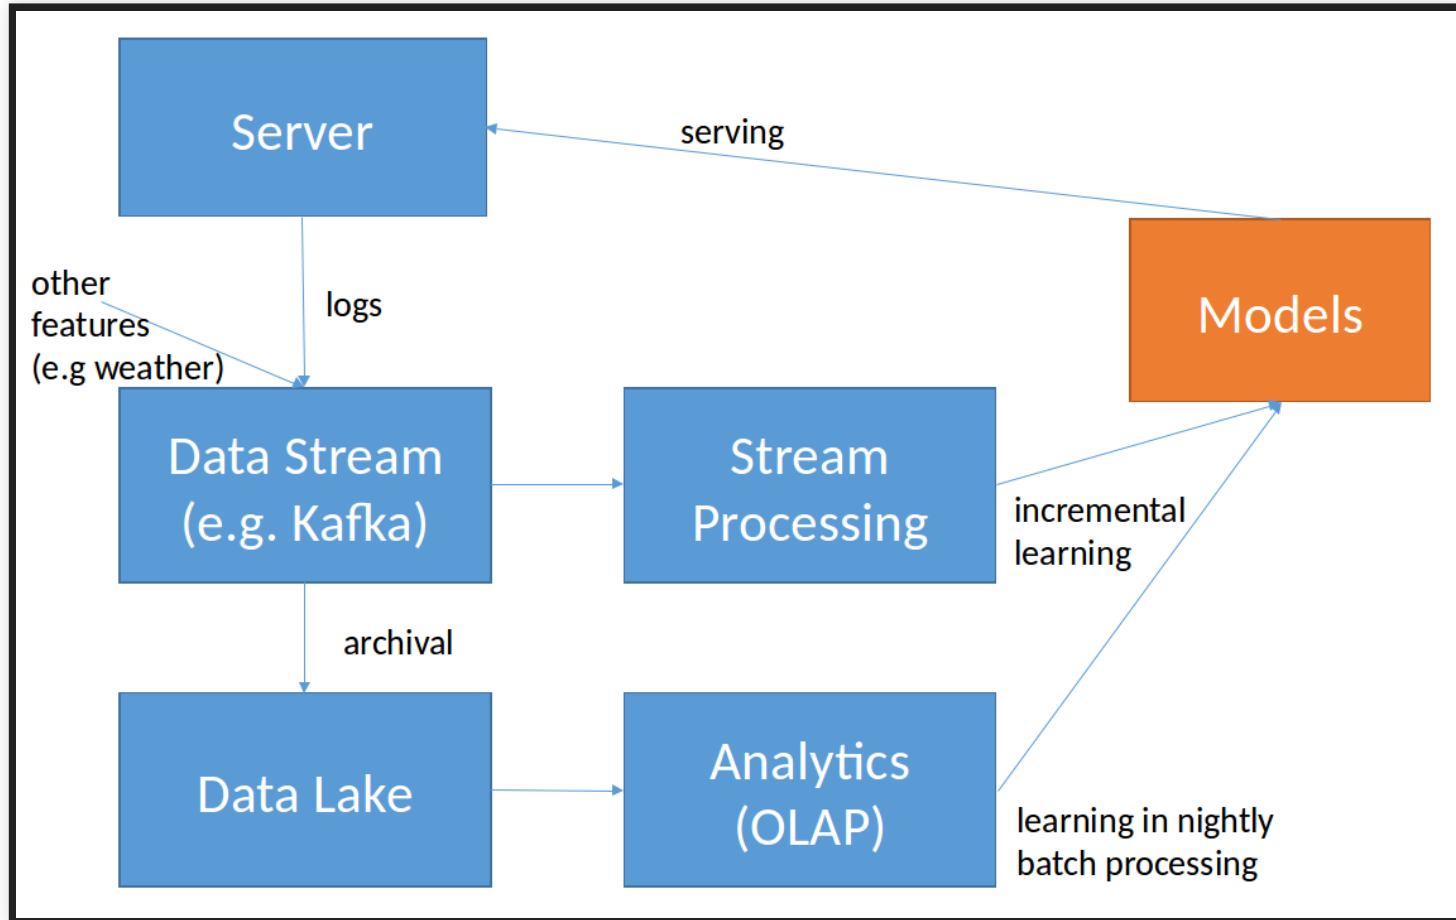 Server
serving
other
features
(e.g weather)
logs
Models
Data Stream
(e.g. Kafka)
Stream
Processing
incremental
learning
archival
Data Lake
Analytics
(OLAP)
learning in nightly
batch processing